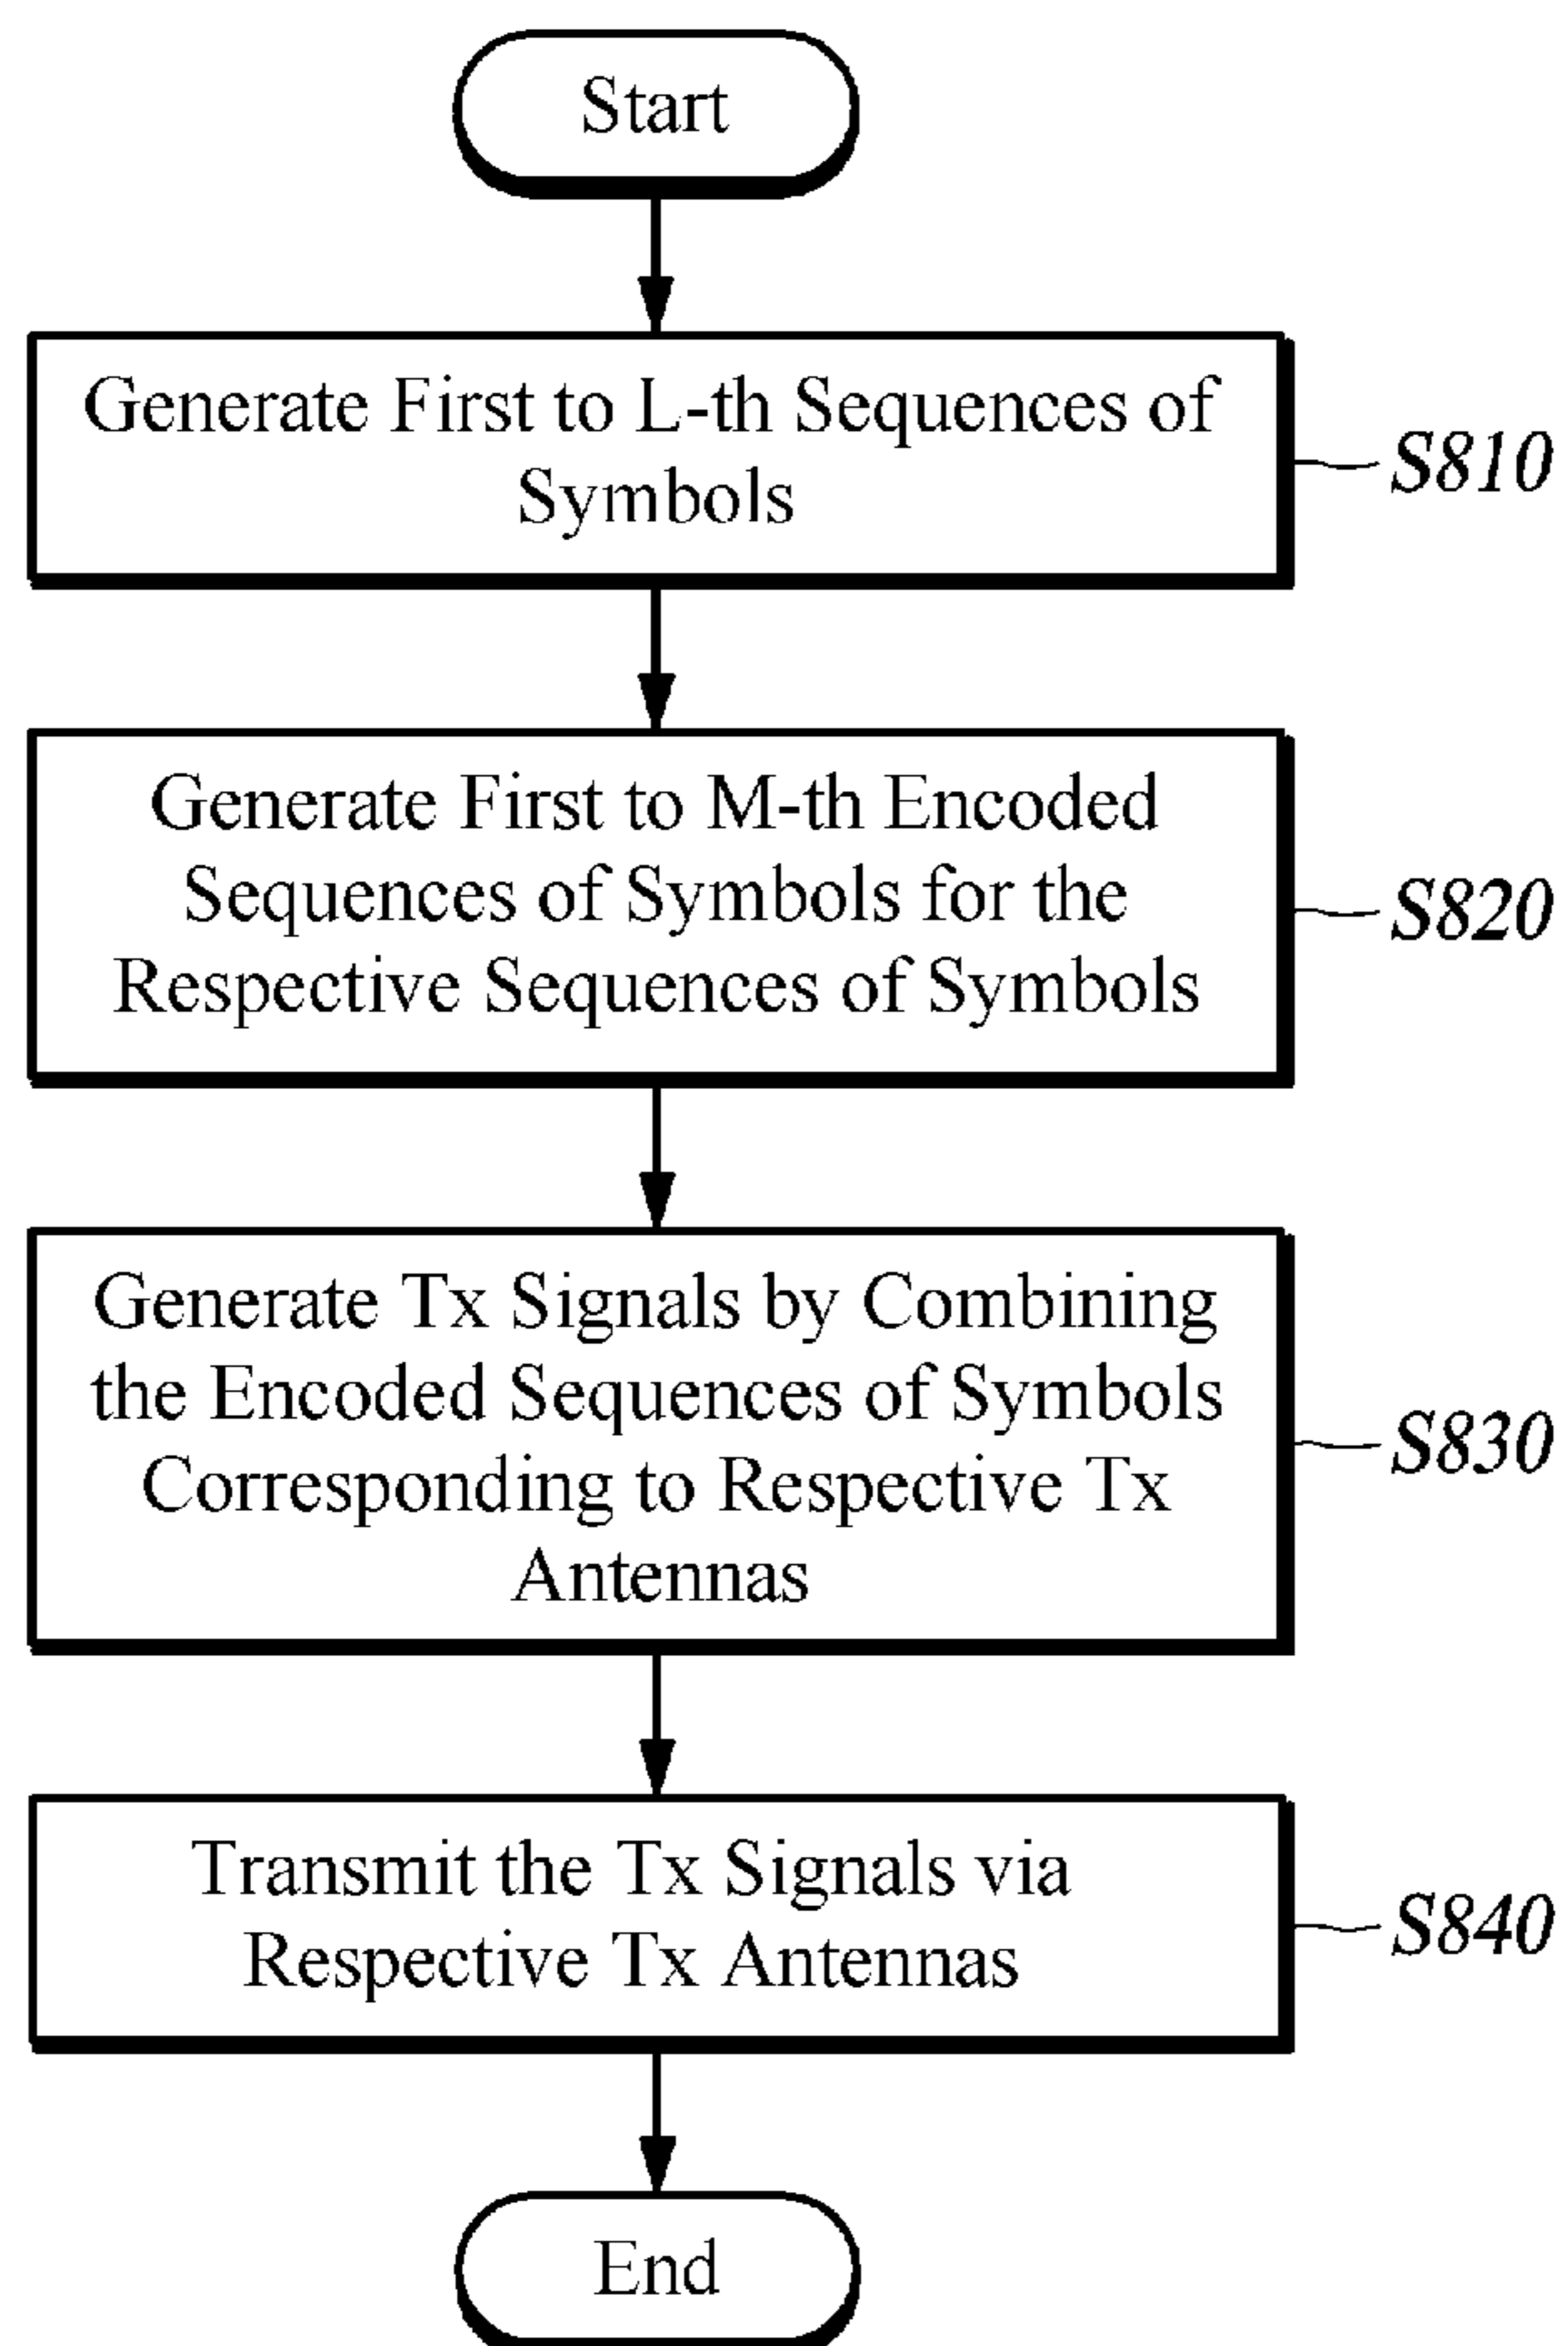 Start
Generate First to L-th Sequences of
Symbols
S810
Generate First to M-th Encoded
Sequences of Symbols for the
Respective Sequences of Symbols
S820
Generate Tx Signals by Combining
the Encoded Sequences of Symbols
Corresponding to Respective Tx
Antennas
S830
Transmit the Tx Signals via
Respective Tx Antennas
S840
End